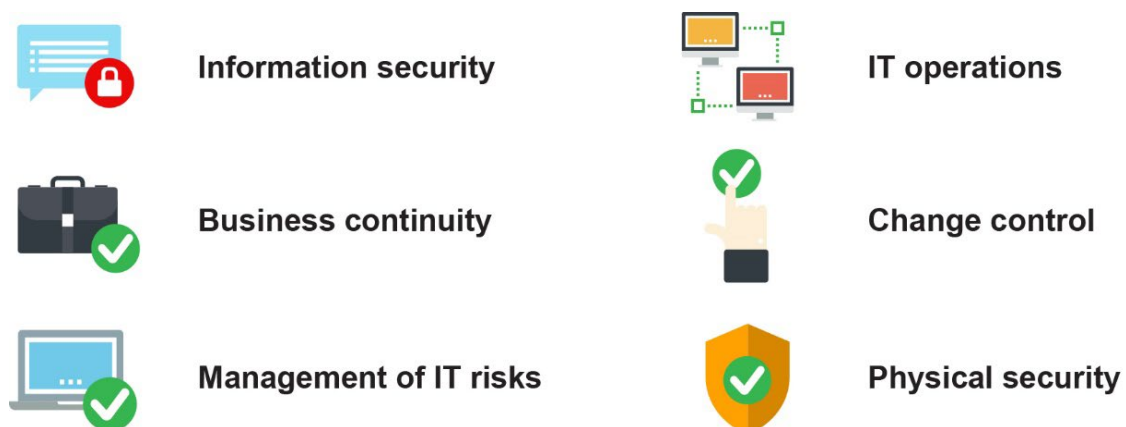 Information security
IT operations
Business continuity
Change control
Management of IT risks
Physical security